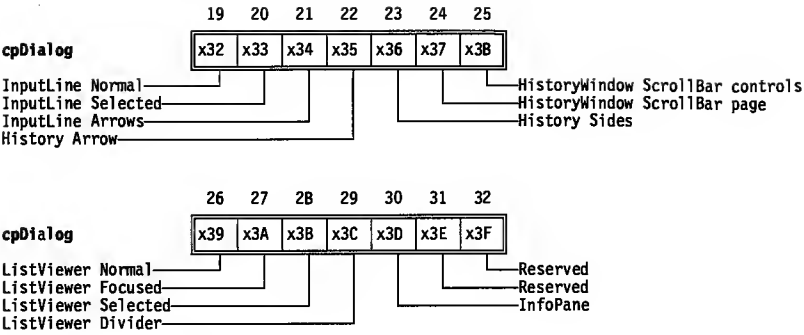 19 20 21 22 23 24 25
cpDialog x32 x33 x34 x35 x36 x37 x3B
InputLine Normal HistoryWindow ScrollBar controls
InputLine Selected HistoryWindow ScrollBar page
InputLine Arrows History Sides
History Arrow
26 27 2B 29 30 31 32
cpDialog x39 x3A x3B x3C x3D x3E x3F
ListViewer Normal Reserved
ListViewer Focused Reserved
ListViewer Selected InfoPane
ListViewer Divider